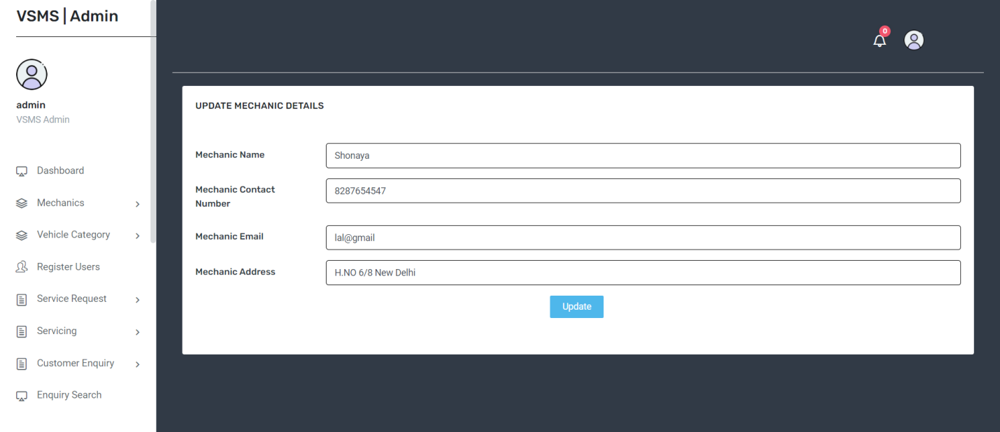 VSMS | Admin
0
admin
VSMS Admin
UPDATE MECHANIC DETAILS
Mechanic Name
Shonaya
Mechanic Contact
Number
8287654547
Mechanic Email
lal@gmail
Mechanic Address
H.NO 6/8 New Delhi
Update
Dashboard
Mechanics
Vehicle Category
Register Users
Service Request
Servicing
Customer Enquiry
Enquiry Search